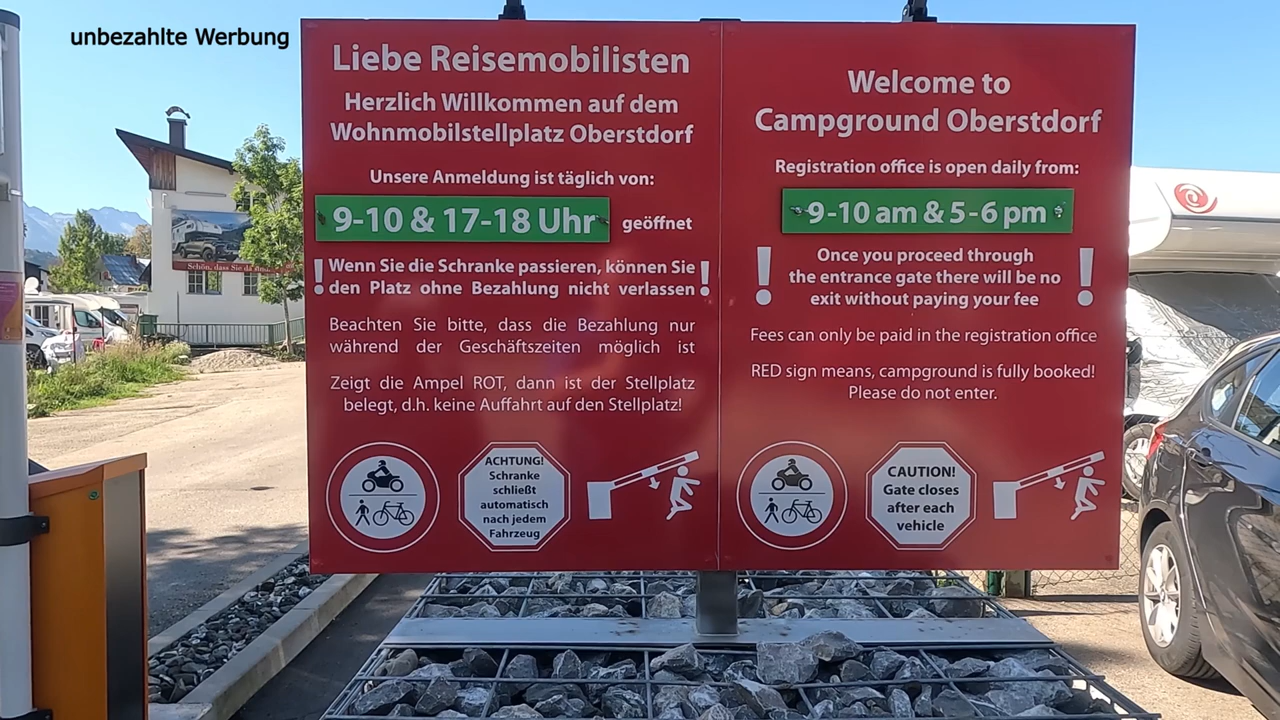 unbezahlte Werbung
Liebe Reisemobilisten
Herzlich Willkommen auf dem
Wohnmobilstellplatz Oberstdorf
Unsere Anmeldung ist täglich von:
9-10 & 17-18 Uhr geöffnet
! Wenn Sie die Schranke passieren, können Sie !
den Platz ohne Bezahlung nicht verlassen
Beachten Sie bitte, dass die Bezahlung nur
während der Geschäftszeiten möglich ist
Zeigt die Ampel ROT, dann ist der Stellplatz
belegt, d.h. keine Auffahrt auf den Stellplatz!
ACHTUNG!
Schranke
schließt
automatisch
nach jedem
Fahrzeug
Welcome to
Campground Oberstdorf
Registration office is open daily from:
9-10 am & 5-6 pm
! Once you proceed through !
the entrance gate there will be no
exit without paying your fee
Fees can only be paid in the registration office
RED sign means, campground is fully booked!
Please do not enter.
CAUTION!
Gate closes
after each
vehicle
Schön, dass Sie da sind